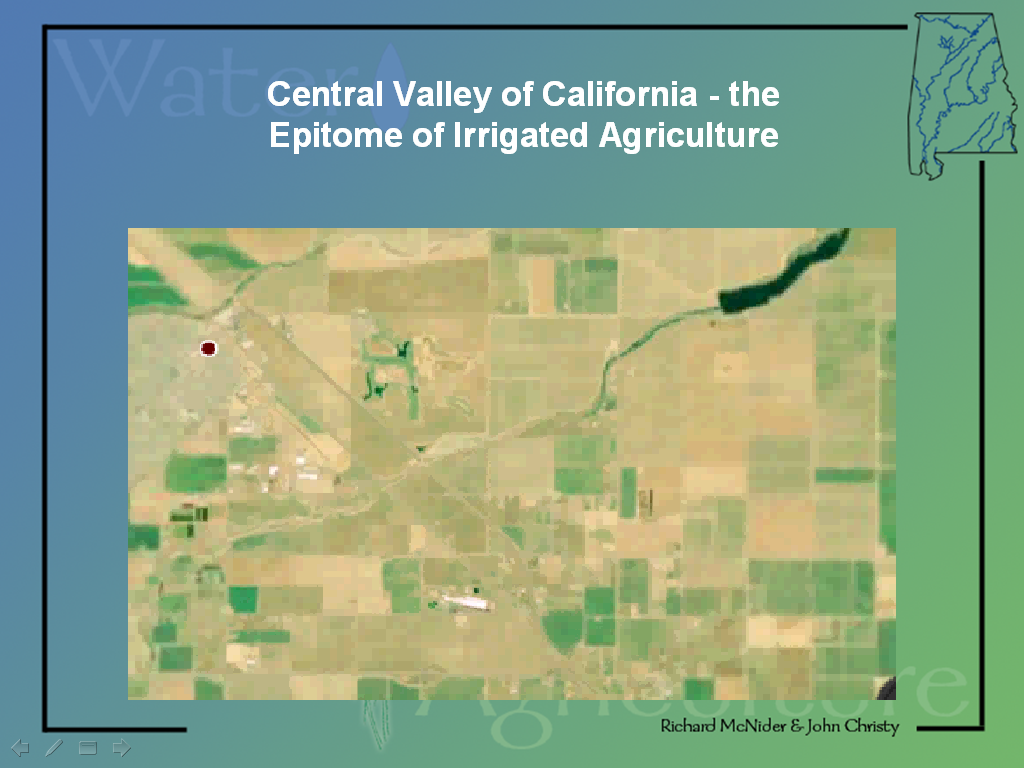 Water
Central Valley of California - the
Epitome of Irrigated Agriculture
Agriculture
Richard McNider & John Christy